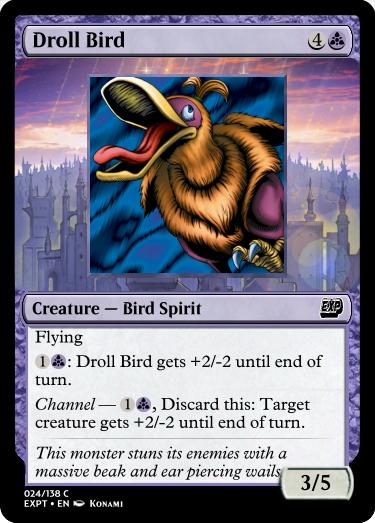 Droll Bird 4
Creature — Bird Spirit EXP
Flying
1: Droll Bird gets +2/-2 until end of
turn.
Channel — 1, Discard this: Target
creature gets +2/-2 until end of turn.
This monster stuns its enemies with a
massive beak and ear piercing wails
3/5
024/138 C
EXPT • EN Konami